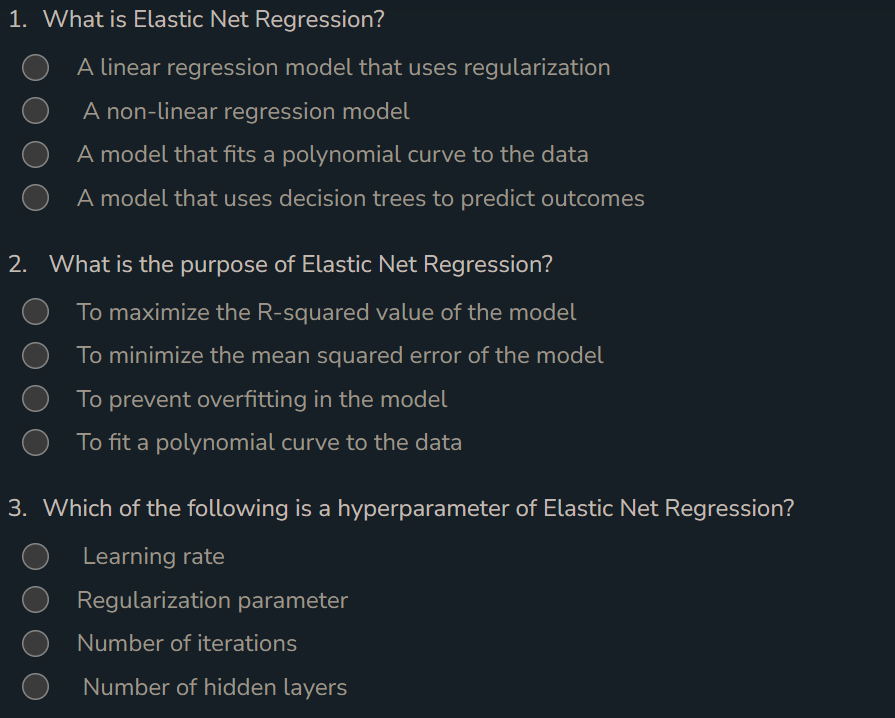 1. What is Elastic Net Regression?
A linear regression model that uses regularization
A non-linear regression model
A model that fits a polynomial curve to the data
A model that uses decision trees to predict outcomes
2. What is the purpose of Elastic Net Regression?
To maximize the R-squared value of the model
To minimize the mean squared error of the model
To prevent overfitting in the model
To fit a polynomial curve to the data
3. Which of the following is a hyperparameter of Elastic Net Regression?
Learning rate
Regularization parameter
Number of iterations
Number of hidden layers